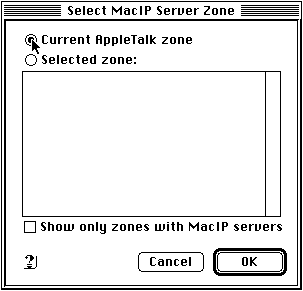 Select MacIP Server Zone
Current AppleTalk zone
Selected zone:
Show only zones with MacIP servers
?
Cancel
OK